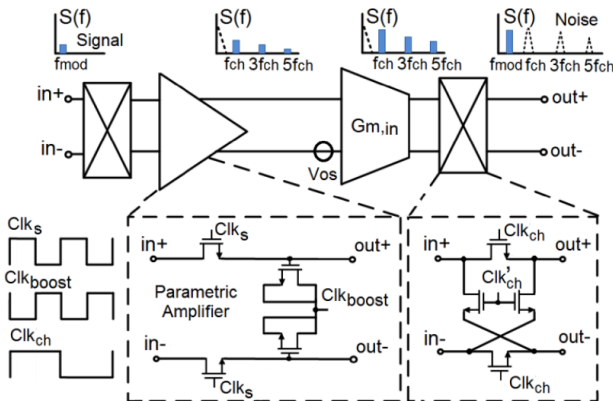 S(f)
Signal
fmod
S(f)
fch 3fch 5fch
S(f)
fch 3fch 5fch
S(f)
Noise
fmod fch 3fch 5fch
in+
in-
Vos
Gm,in
out+
out-
Clks
Clkboost
Clkch
in+
Clks
out+
Parametric
Amplifier
Clkboost
in-
out-
Clks
in+
Clkch
out+
Clk'ch
in-
out-
Clkch